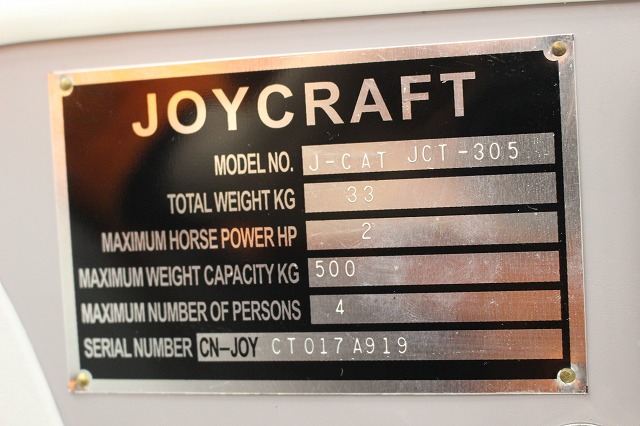 JOYCRAFT
MODEL NO. J-CAT JCT-305
TOTAL WEIGHT KG 33
MAXIMUM HORSE POWER HP 2
MAXIMUM WEIGHT CAPACITY KG 500
MAXIMUM NUMBER OF PERSONS 4
SERIAL NUMBER CN-JOY CT017A919